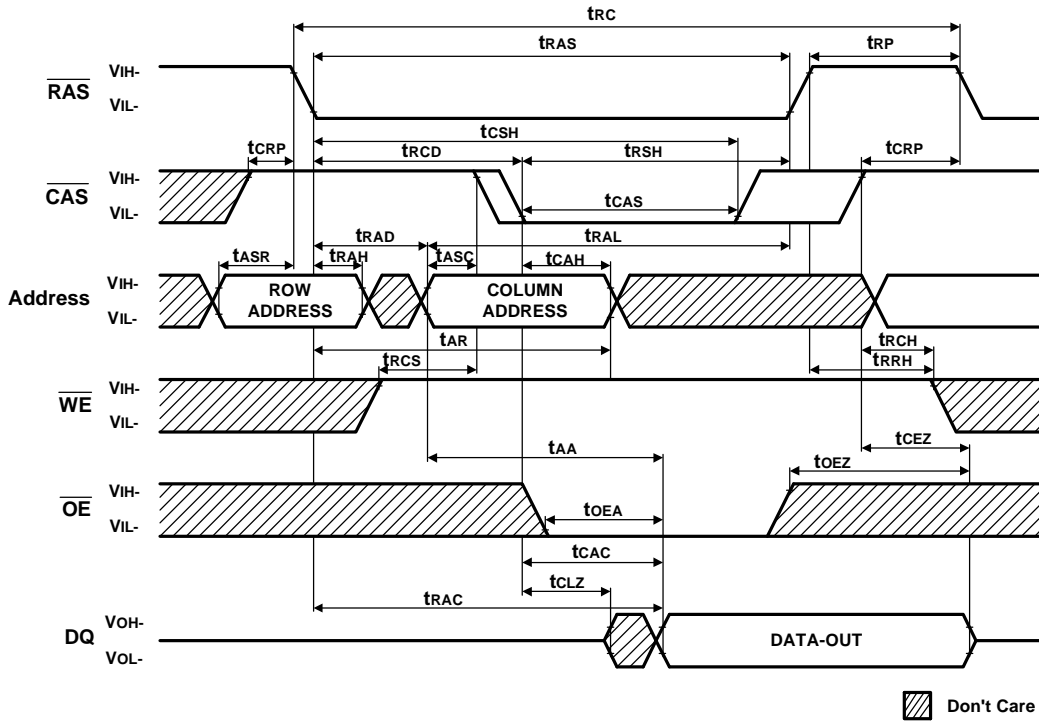 tRC
tRAS
tRP
RAS
VIH-
VIL-
tCSH
tCRP
tRCD
tRSH
tCRP
CAS
VIH-
VIL-
tCAS
tRAD
tRAL
tASR
tRAH
tASC
tCAH
Address
VIH-
VIL-
ROW
ADDRESS
COLUMN
ADDRESS
tAR
tRCH
tRCS
tRRH
WE
VIH-
VIL-
tAA
tCEZ
tOEZ
OE
VIH-
VIL-
tOEA
tCAC
tCLZ
tRAC
DQ
VOH-
VOL-
DATA-OUT
Don't Care